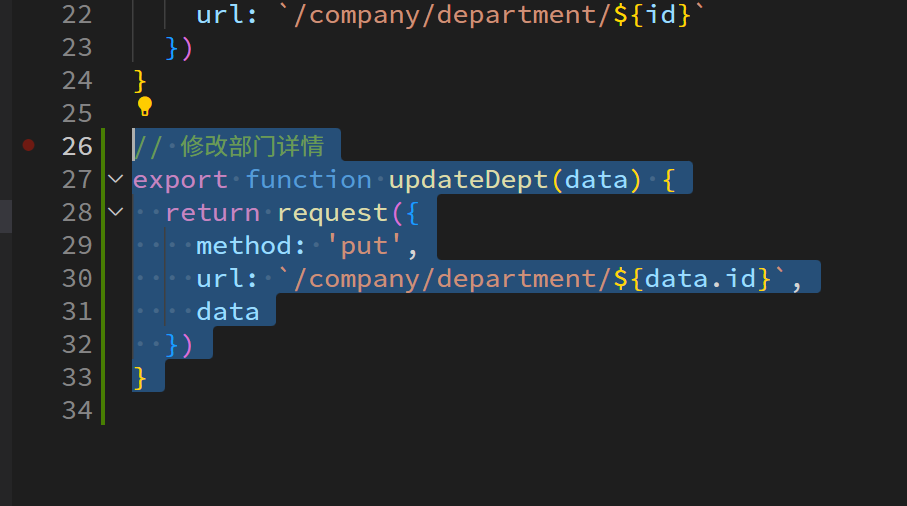 22 url: `/company/department/${id}`
23 })
24 }
25
26 // 修改部门详情
27 export function updateDept(data) {
28 return request({
29 method: 'put',
30 url: `/company/department/${data.id}`,
31 data
32 })
33 }
34